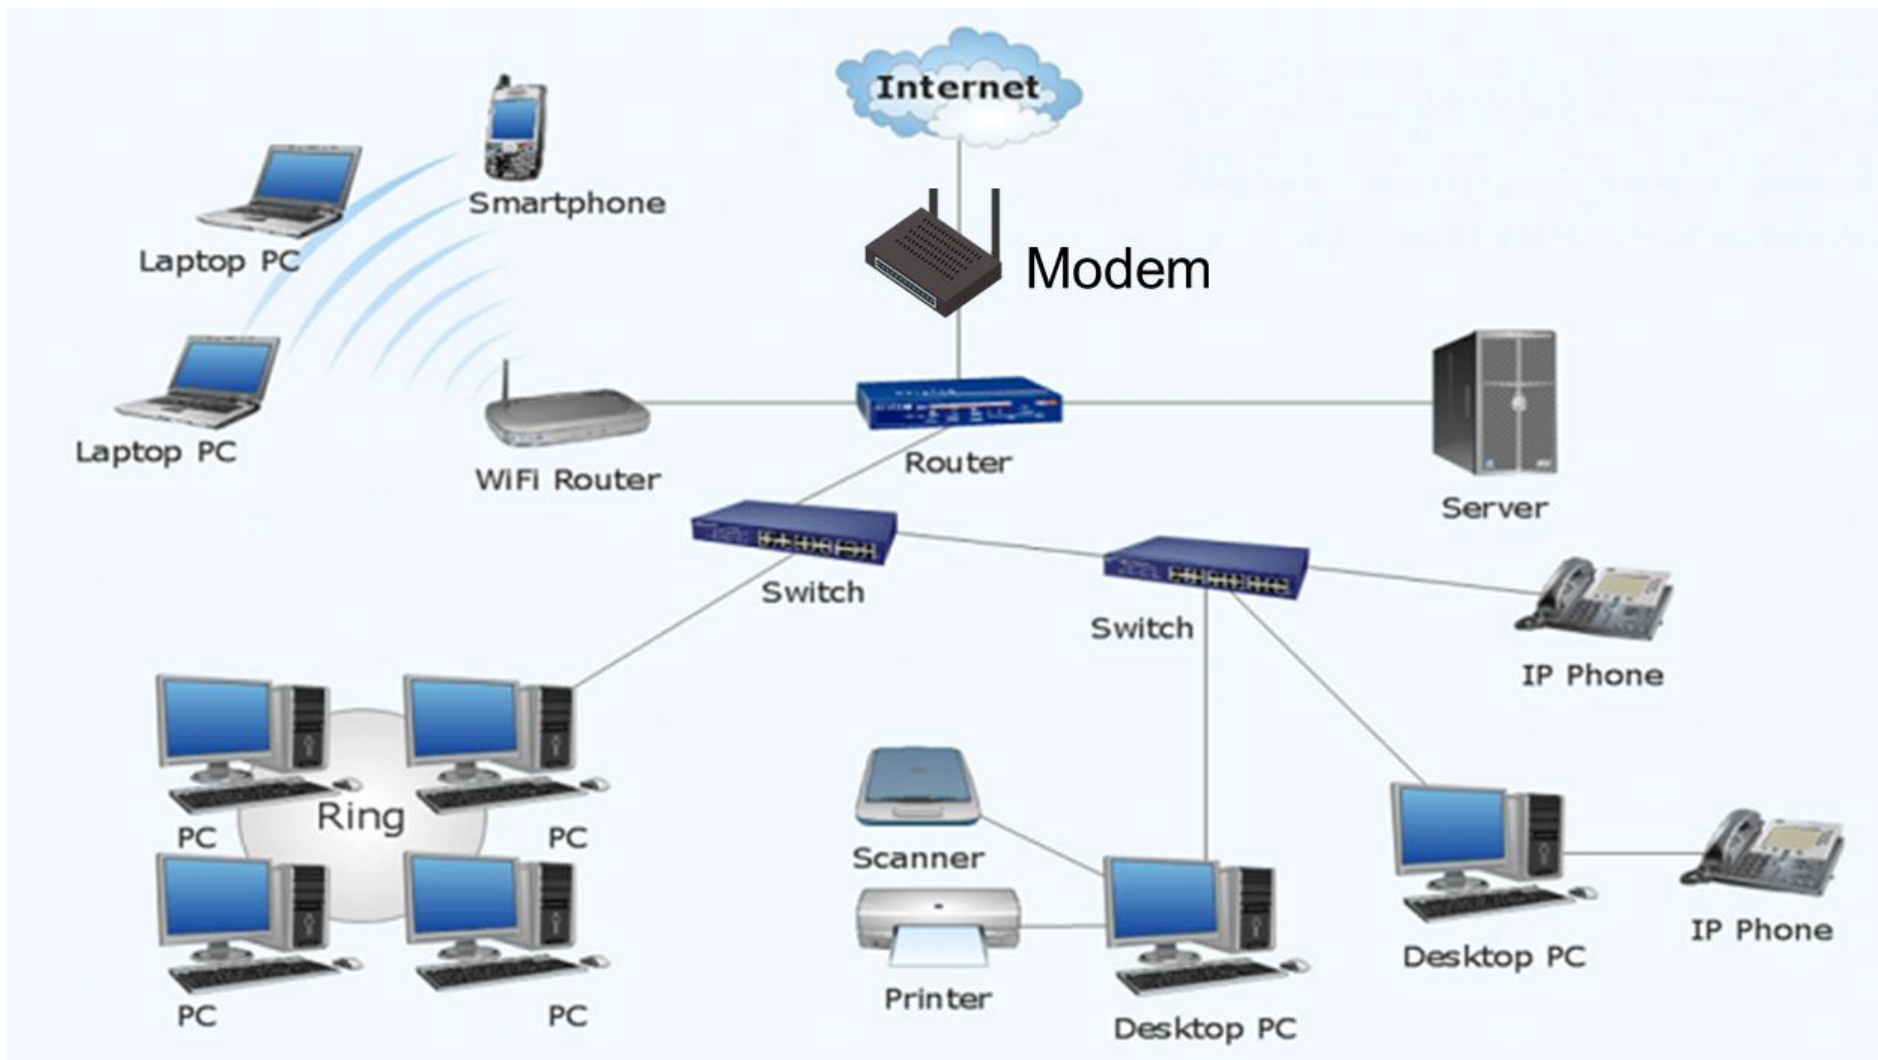 Internet
Smartphone
Laptop PC
Modem
Laptop PC
WiFi Router
Router
Server
Switch
Switch
IP Phone
Ring
PC
PC
Scanner
IP Phone
Desktop PC
Printer
PC
PC
Desktop PC